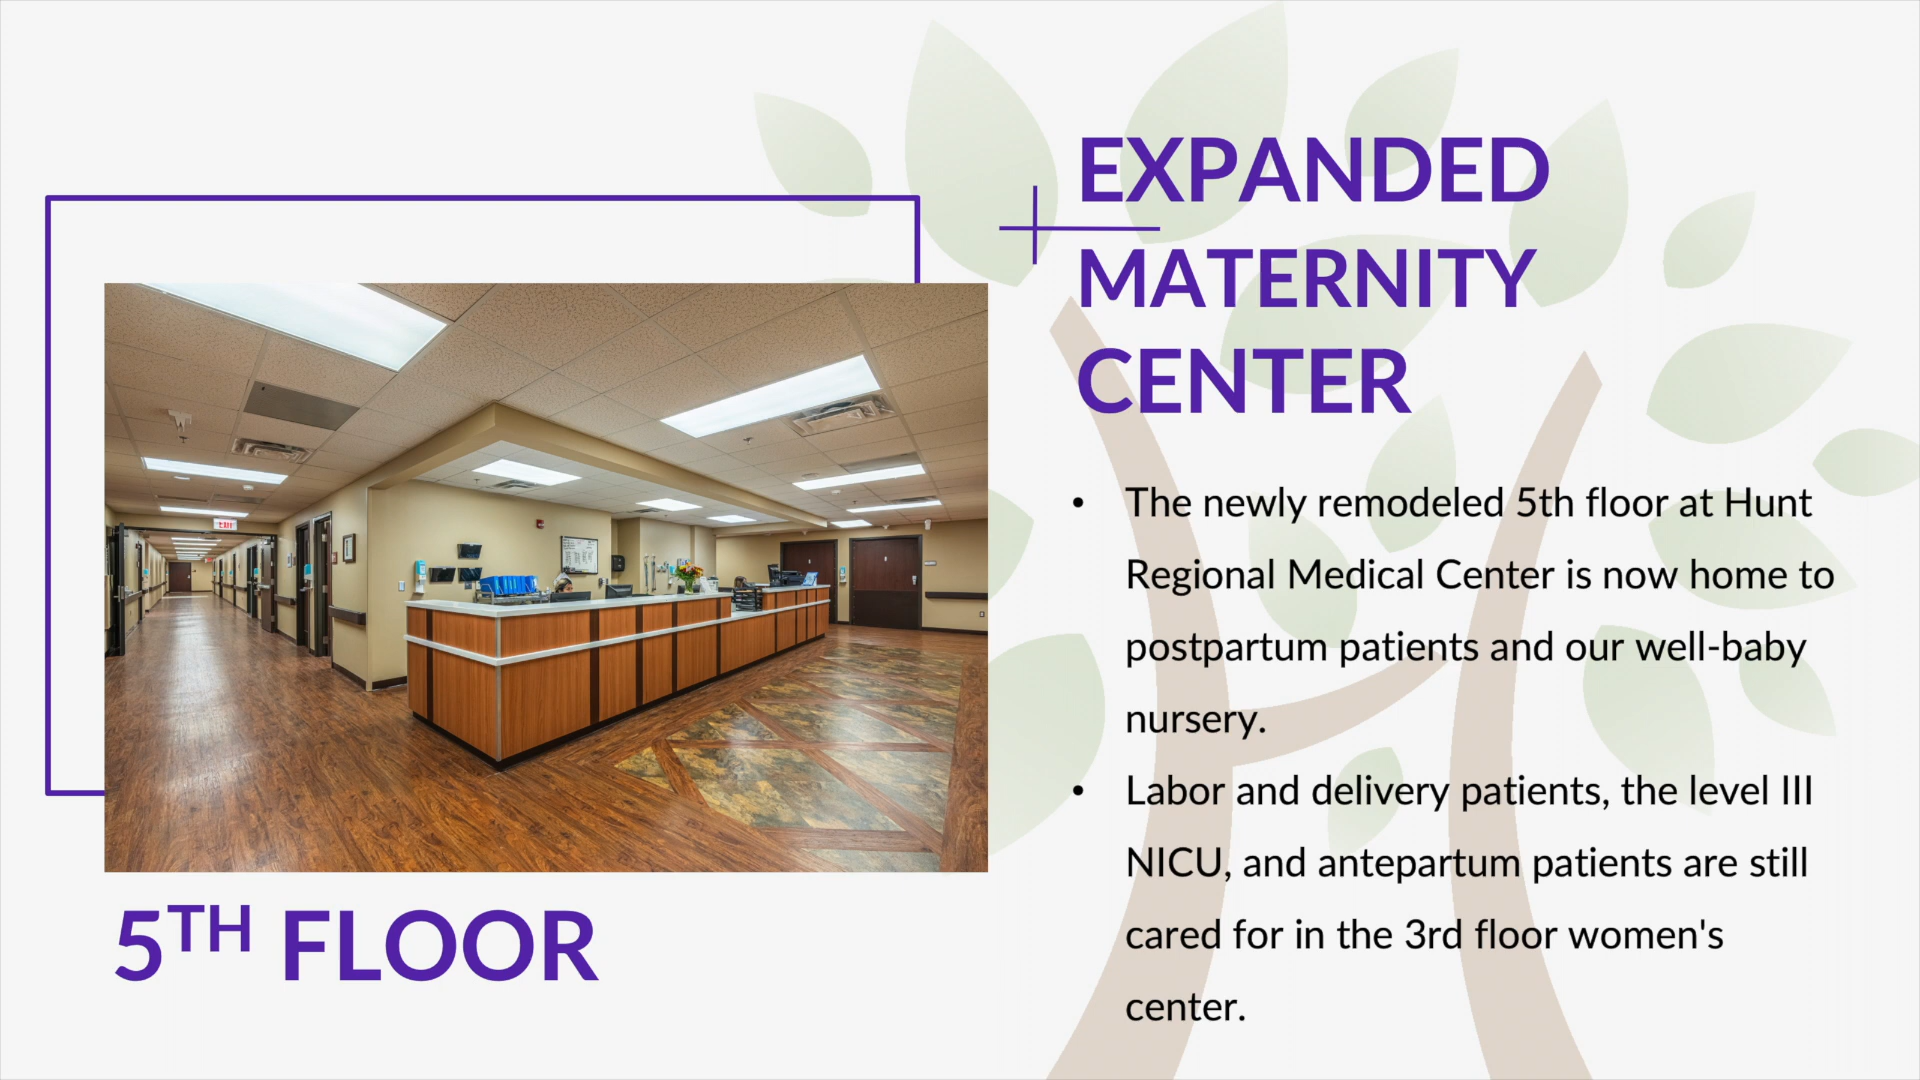 EXPANDED
MATERNITY
CENTER
• The newly remodeled 5th floor at Hunt
Regional Medical Center is now home to
postpartum patients and our well-baby
nursery.
• Labor and delivery patients, the level III
NICU, and antepartum patients are still
cared for in the 3rd floor women's
center.
EXIT
5TH FLOOR